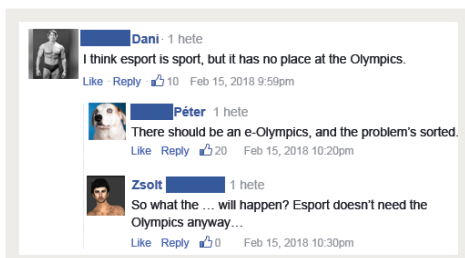 Dani · 1 hete
I think esport is sport, but it has no place at the Olympics.
Like · Reply · 10 Feb 15, 2018 9:59pm
Péter 1 hete
There should be an e-Olympics, and the problem's sorted.
Like Reply 20 Feb 15, 2018 10:20pm
Zsolt 1 hete
So what the … will happen? Esport doesn't need the
Olympics anyway…
Like Reply 0 Feb 15, 2018 10:30pm